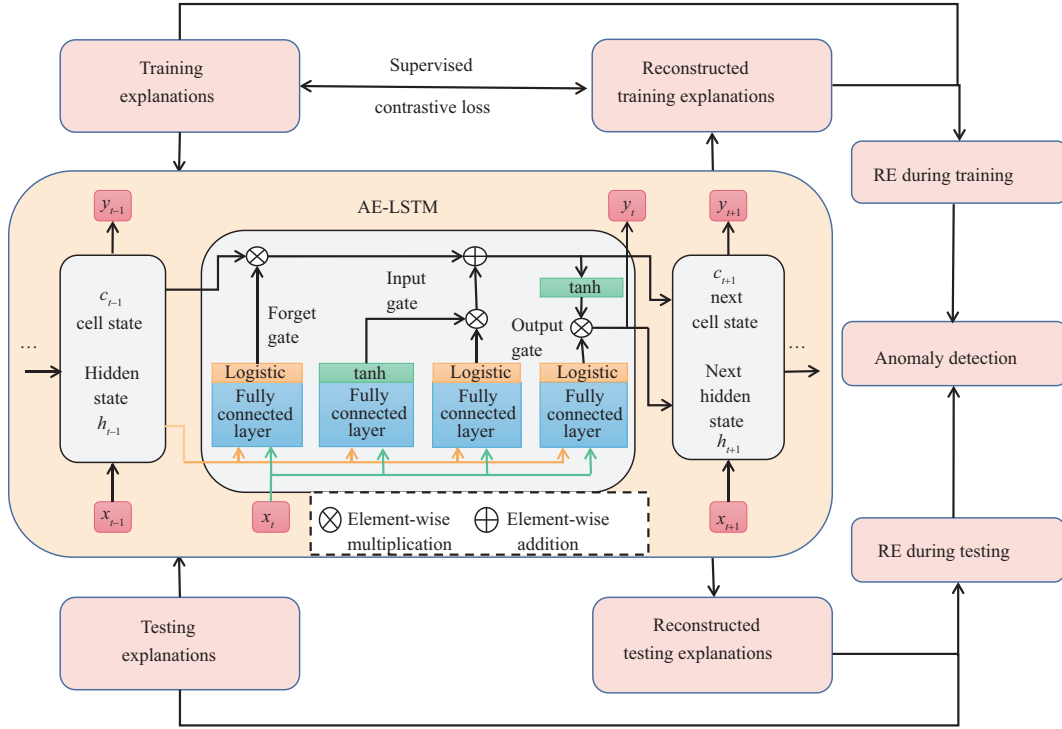 Training
explanations
Supervised
contrastive loss
Reconstructed
training explanations
RE during training
AE-LSTM
y_{t-1}
y_t
y_{t+1}
c_{t-1}
cell state
Hidden
state
h_{t-1}
...
Forget
gate
Input
gate
Output
gate
tanh
Logistic
Fully
connected
layer
tanh
Fully
connected
layer
Logistic
Fully
connected
layer
Logistic
Fully
connected
layer
c_{t+1}
next
cell state
Next
hidden
state
h_{t+1}
...
Anomaly detection
x_{t-1}
x_t
x_{t+1}
⊗ Element-wise
multiplication
⊕ Element-wise
addition
RE during testing
Testing
explanations
Reconstructed
testing explanations